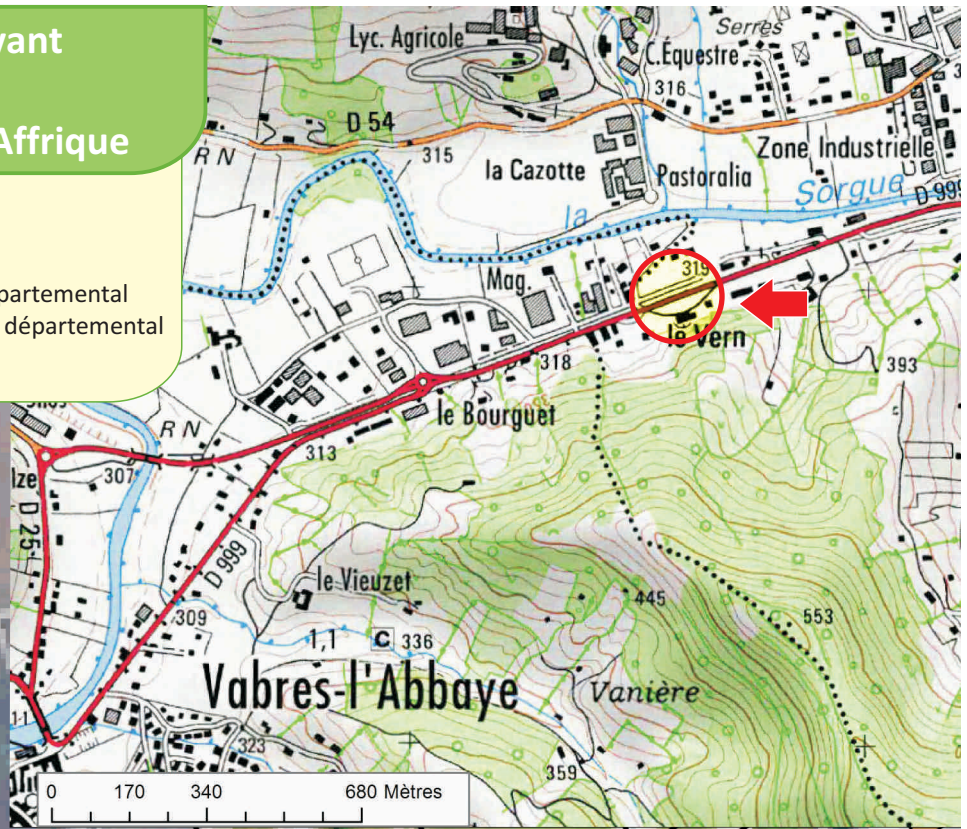 vant
Affrique
partemental
départemental
Lyc. Agricole
Serres
C.Équestre
316
D 54
R N
315
la Cazotte
Pastoralia
Zone Industrielle
la Sorgue
D 999
Mag.
319
le Vern
318
393
le Bourguet
R N
313
307
lze
D 25
D 999
le Vieuzet
445
309
1,1
C 336
553
Vabres-l'Abbaye
Vanière
323
359
0 170 340 680 Mètres